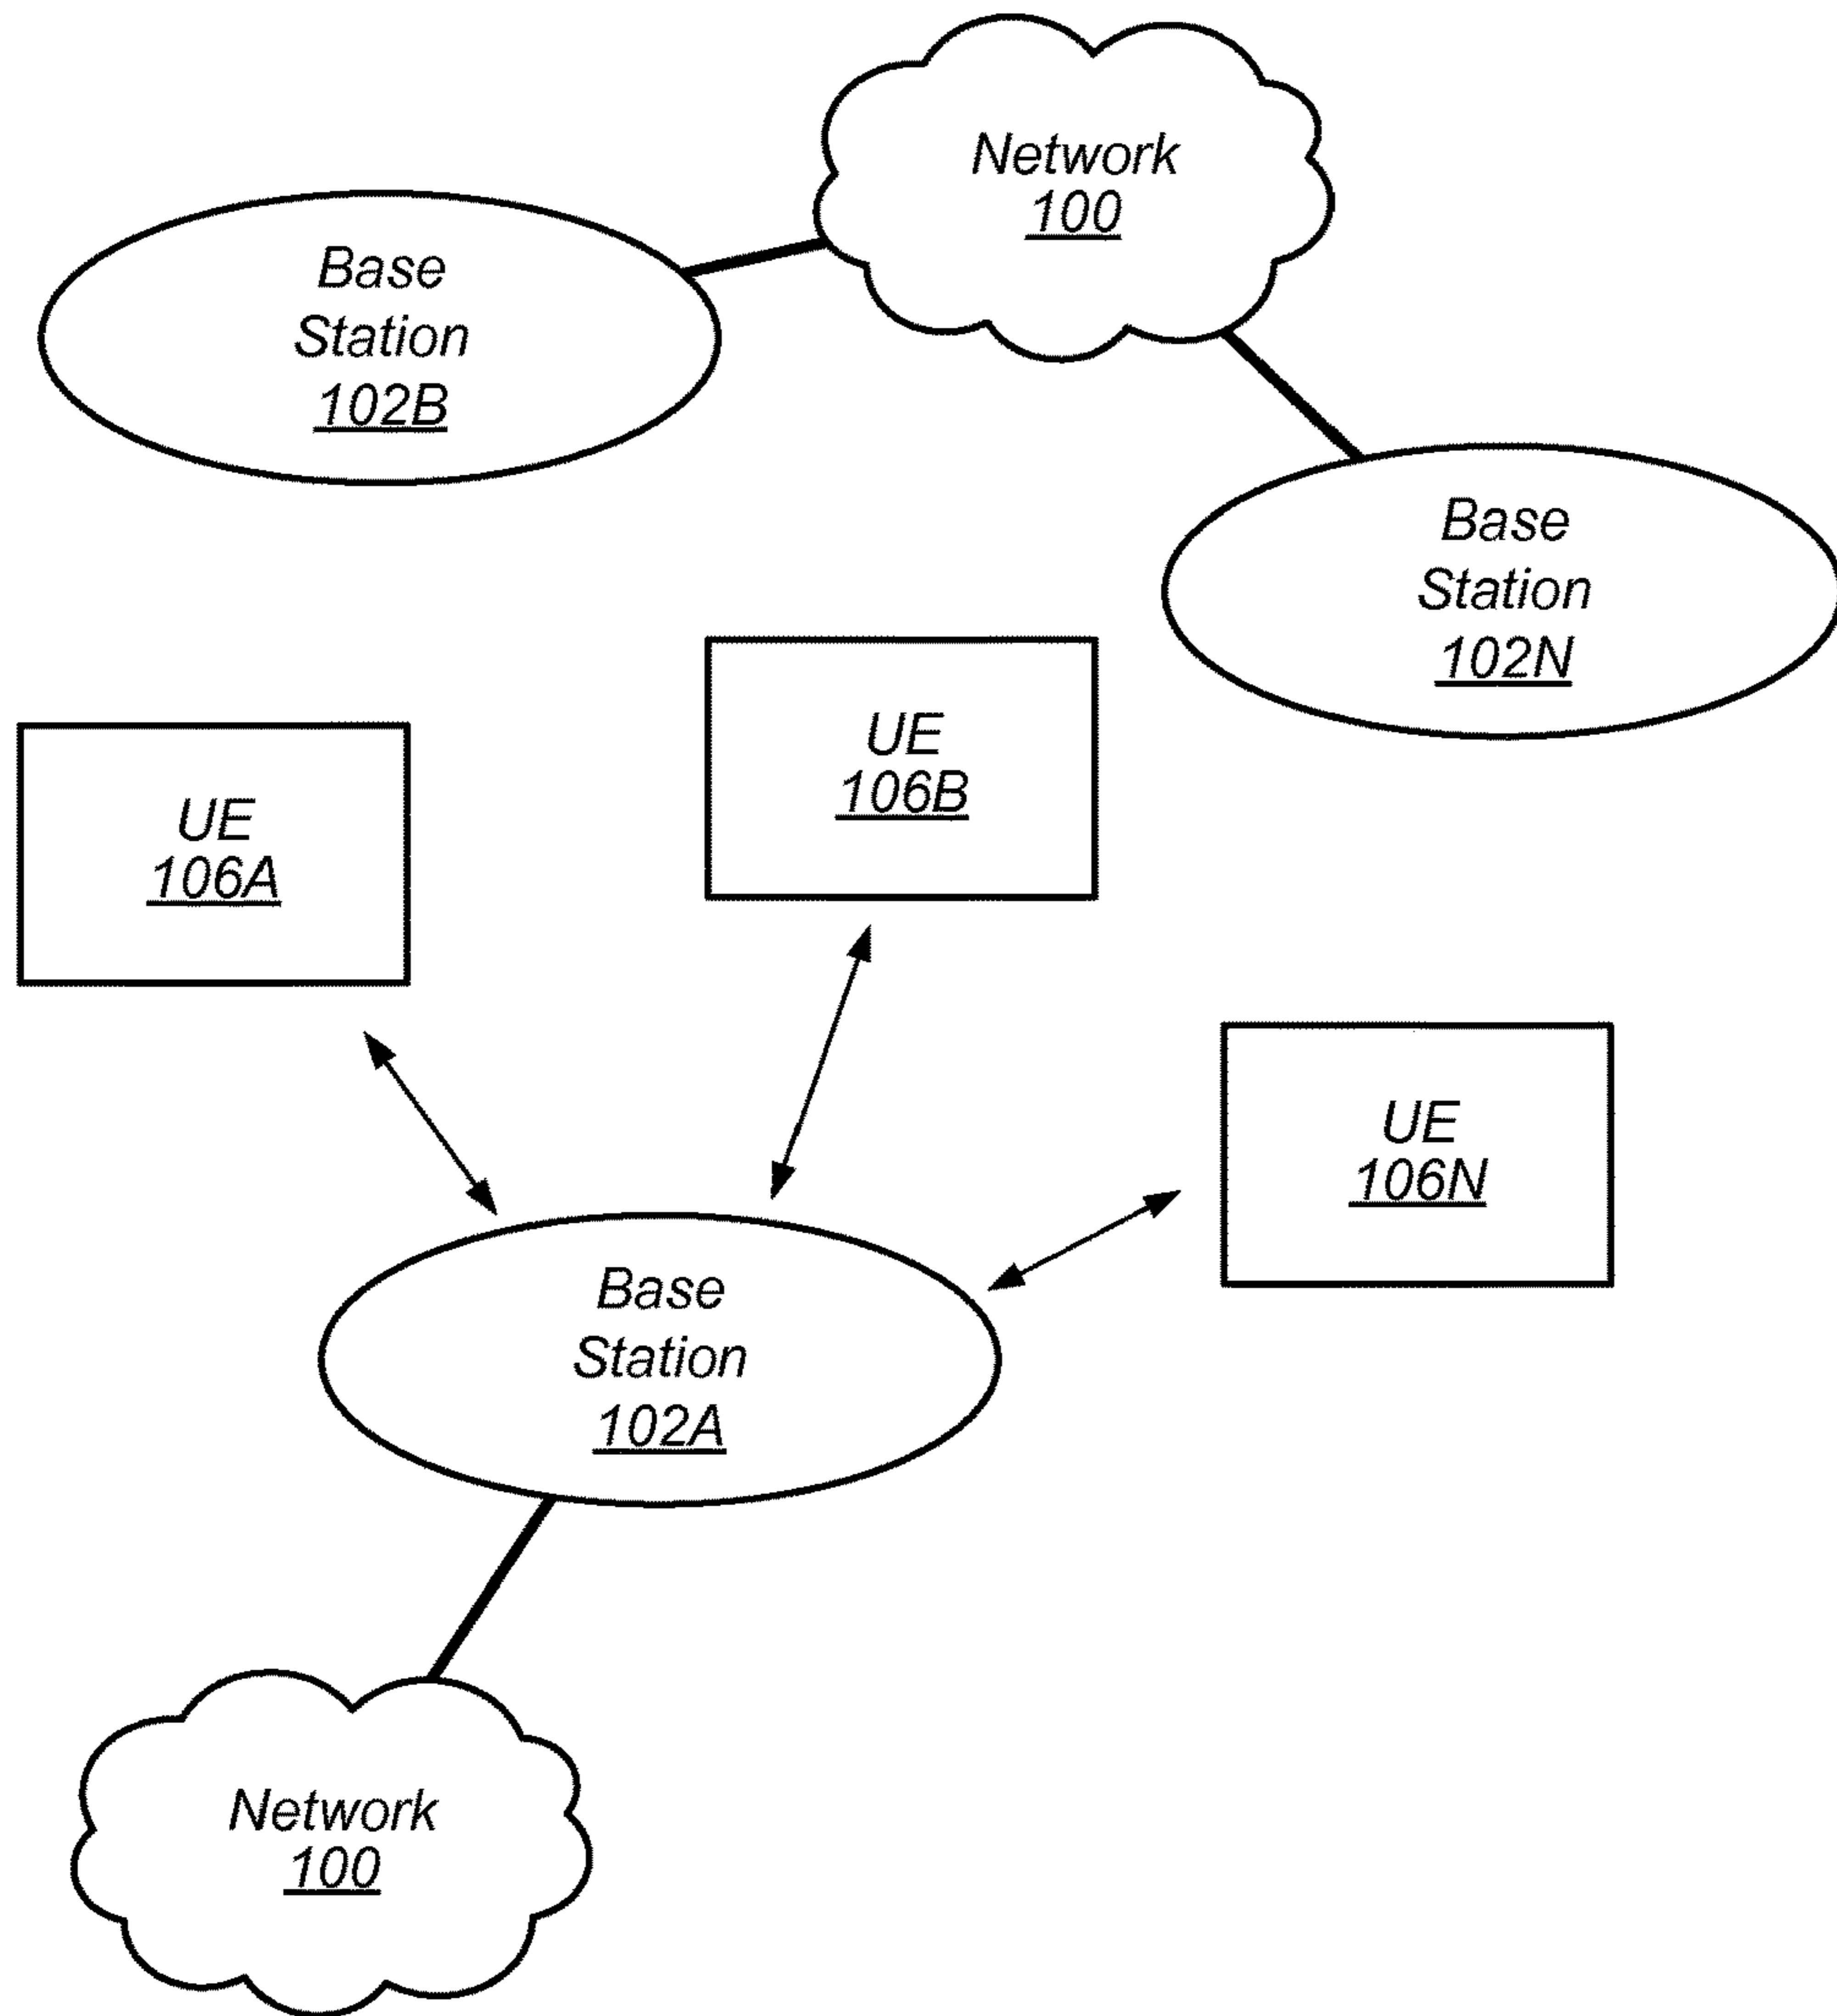 Network
100
Base
Station
102B
Base
Station
102N
UE
106B
UE
106A
UE
106N
Base
Station
102A
Network
100